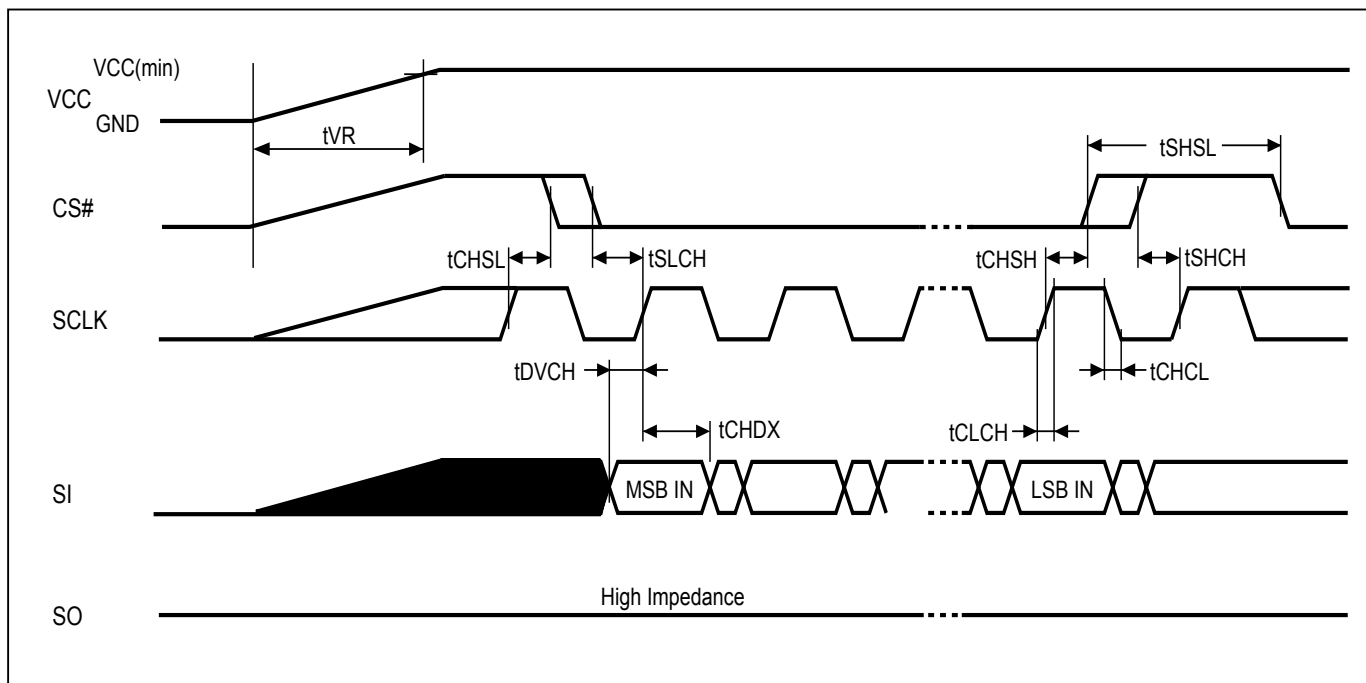 VCC(min)
VCC
GND
tVR
tSHSL
CS#
tCHSL
tSLCH
tCHSH
tSHCH
SCLK
tDVCH
tCHCL
tCHDX
tCLCH
SI
MSB IN
LSB IN
High Impedance
SO